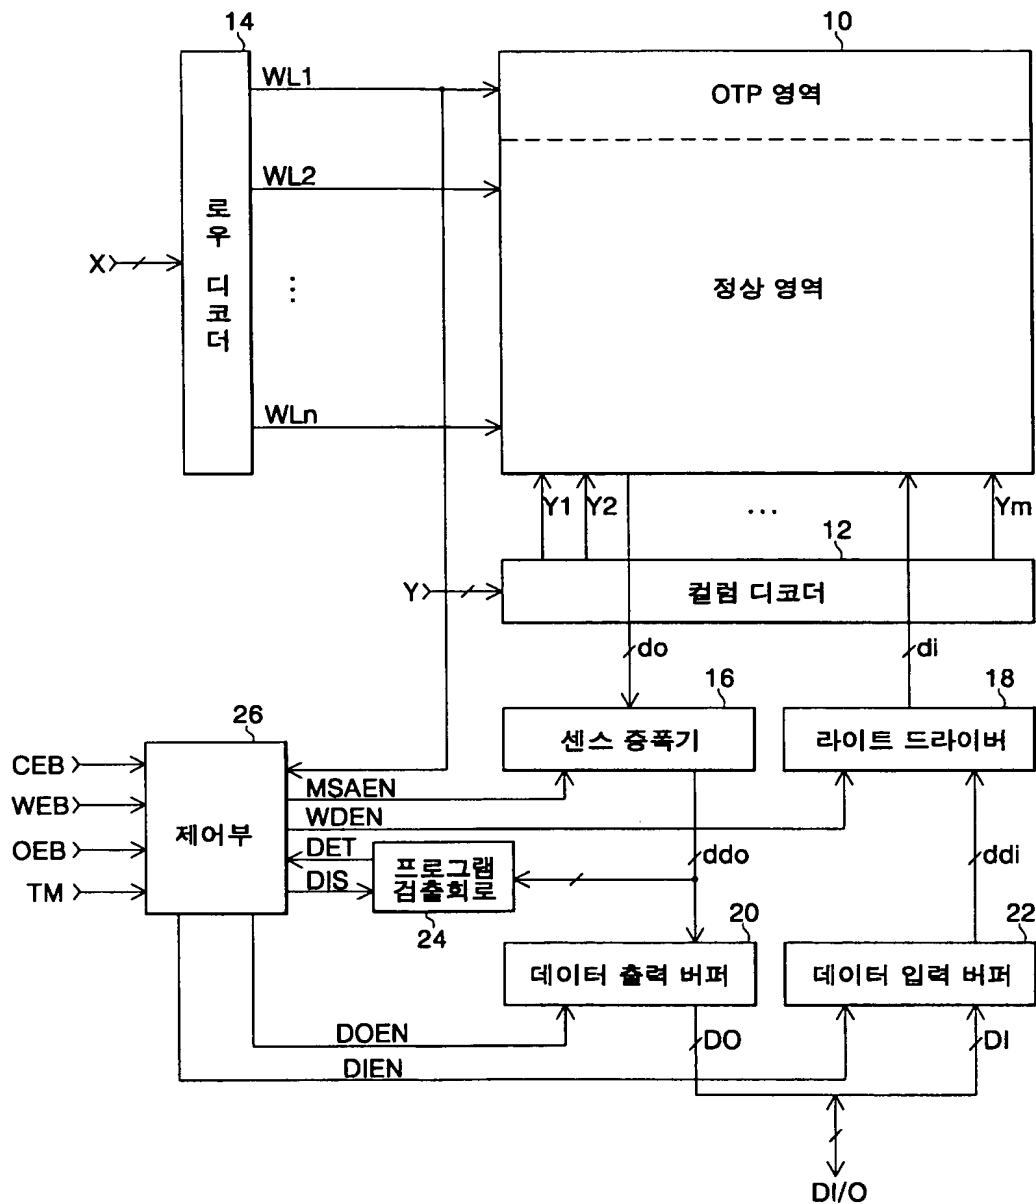 14
10
WL1
OTP 영역
WL2
로우 디코더
X
⋮
정상 영역
WLn
Y1
Y2
...
Ym
12
Y
컬럼 디코더
do
di
16
18
26
센스 증폭기
라이트 드라이버
CEB
MSAEN
WEB
WDEN
제어부
OEB
DET
프로그램
검출회로
ddo
ddi
TM
DIS
24
20
22
데이터 출력 버퍼
데이터 입력 버퍼
DOEN
DO
DI
DIEN
DI/O